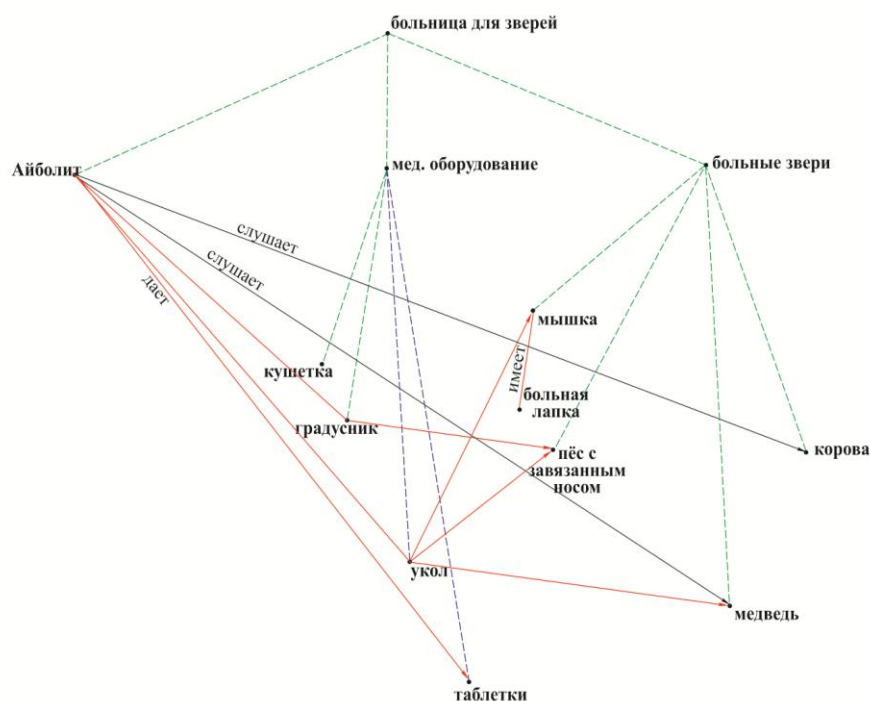 больница для зверей
Айболит
мед. оборудование
больные звери
слушает
слушает
дает
мышка
имеет
кушетка
больная
лапка
градусник
пёс с
завязанным
носом
корова
укол
медведь
таблетки